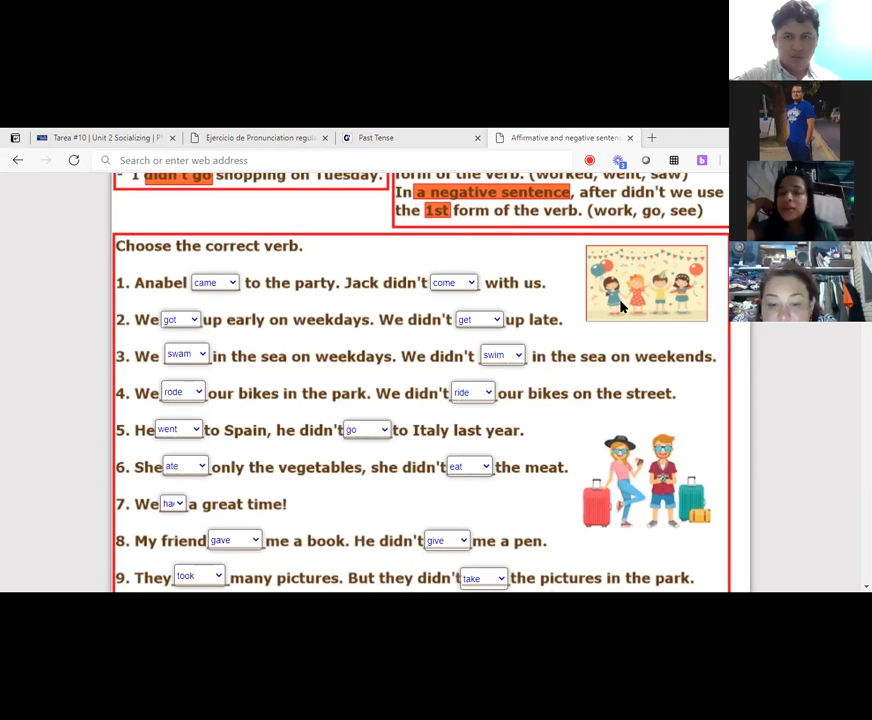 Tarea #10 | Unit 2 Socializing | P
Ejercicio de Pronunciation regul
Past Tense
Affirmative and negative senten
Search or enter web address
3
b
- I didn't go shopping on Tuesday.
form of the verb. (worked, went, saw)
In a negative sentence, after didn't we use
the 1st form of the verb. (work, go, see)
Choose the correct verb.
1. Anabel came to the party. Jack didn't come with us.
2. We got up early on weekdays. We didn't get up late.
3. We swam in the sea on weekdays. We didn't swim in the sea on weekends.
4. We rode our bikes in the park. We didn't ride our bikes on the street.
5. He went to Spain, he didn't go to Italy last year.
6. She ate only the vegetables, she didn't eat the meat.
7. We ha a great time!
8. My friend gave me a book. He didn't give me a pen.
9. They took many pictures. But they didn't take the pictures in the park.